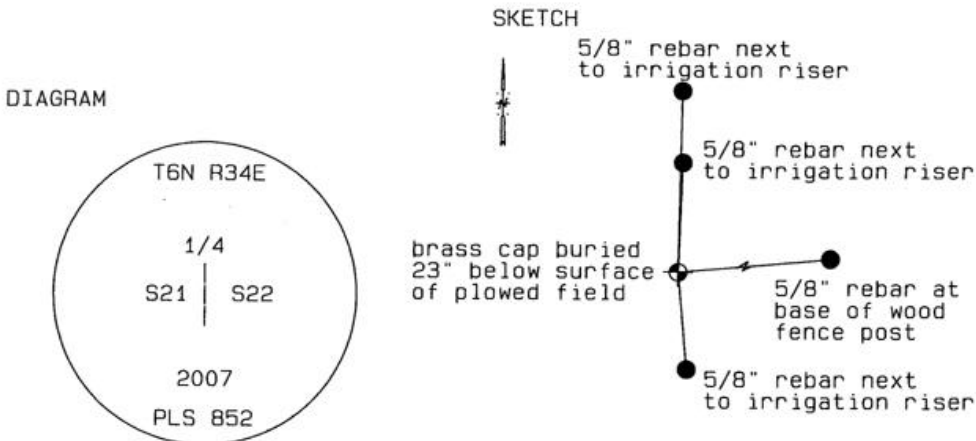 SKETCH
5/8" rebar next
to irrigation riser
DIAGRAM
T6N R34E
1/4
S21 S22
2007
PLS 852
5/8" rebar next
to irrigation riser
brass cap buried
23" below surface
of plowed field
5/8" rebar at
base of wood
fence post
5/8" rebar next
to irrigation riser